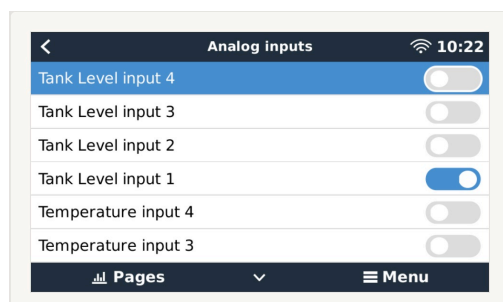 Analog inputs 10:22
Tank Level input 4
Tank Level input 3
Tank Level input 2
Tank Level input 1
Temperature input 4
Temperature input 3
Pages Menu